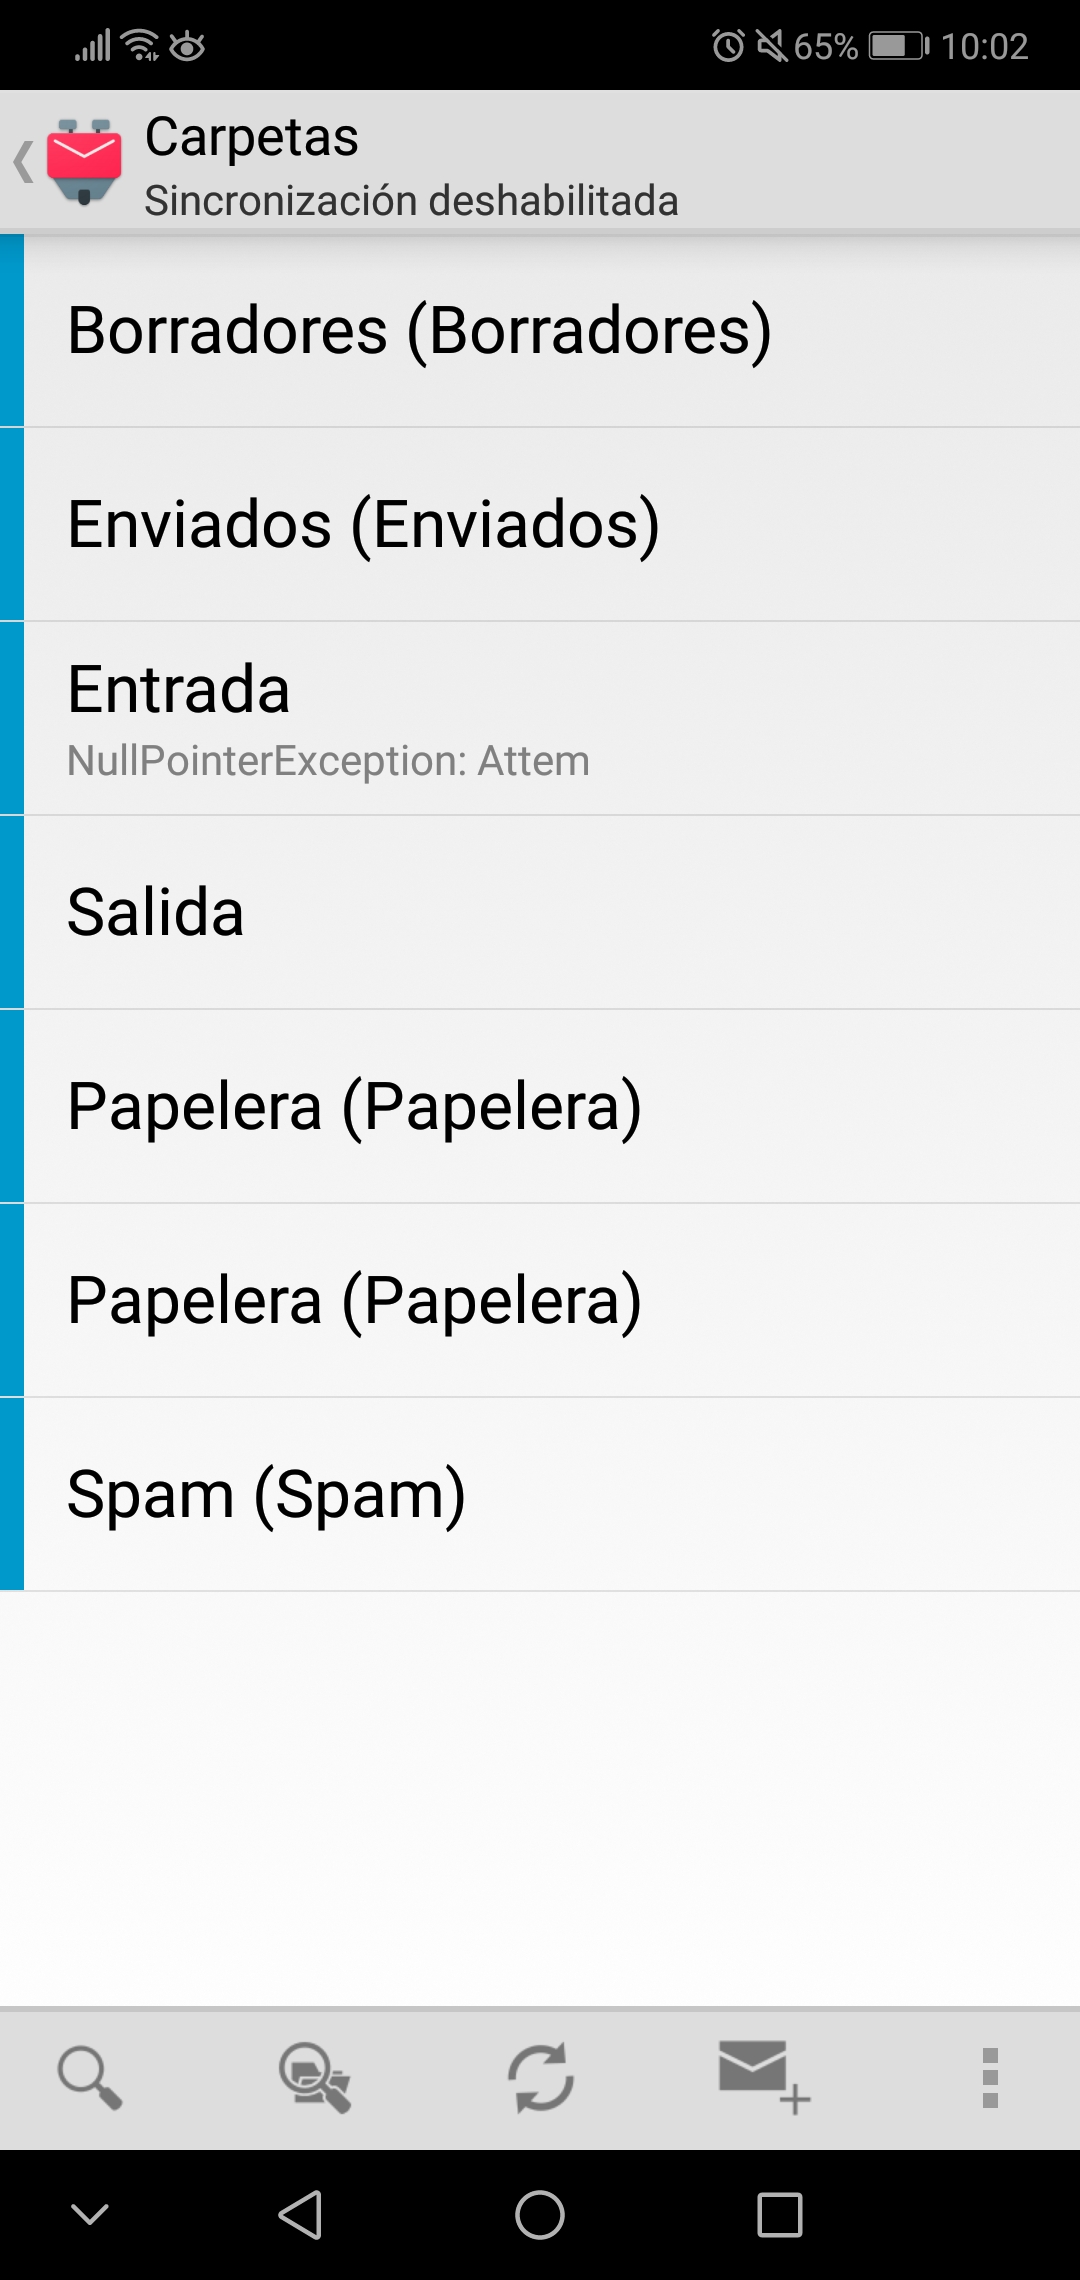 65% 10:02
Carpetas
Sincronización deshabilitada
Borradores (Borradores)
Enviados (Enviados)
Entrada
NullPointerException: Attem
Salida
Papelera (Papelera)
Papelera (Papelera)
Spam (Spam)